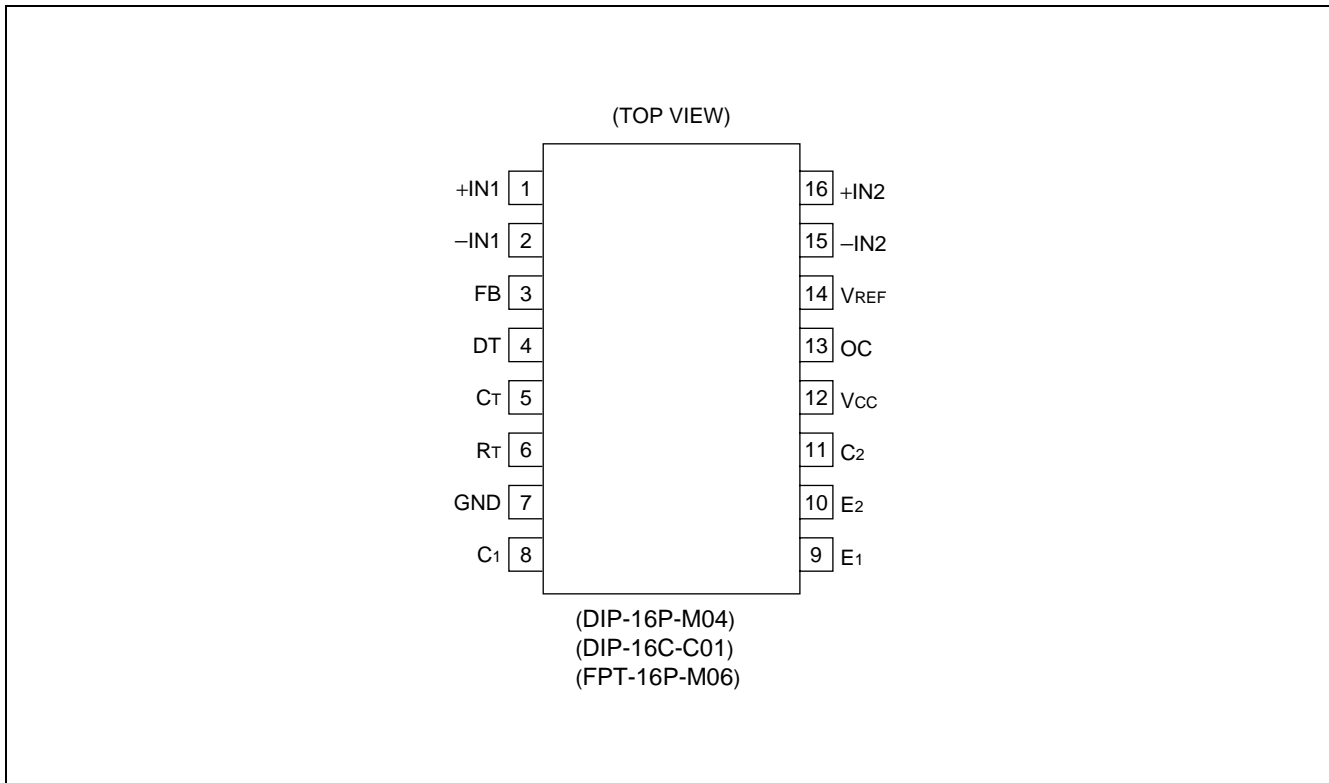 (TOP VIEW)
+IN1 1 16 +IN2
−IN1 2 15 −IN2
FB 3 14 VREF
DT 4 13 OC
CT 5 12 VCC
RT 6 11 C2
GND 7 10 E2
C1 8 9 E1
(DIP-16P-M04)
(DIP-16C-C01)
(FPT-16P-M06)